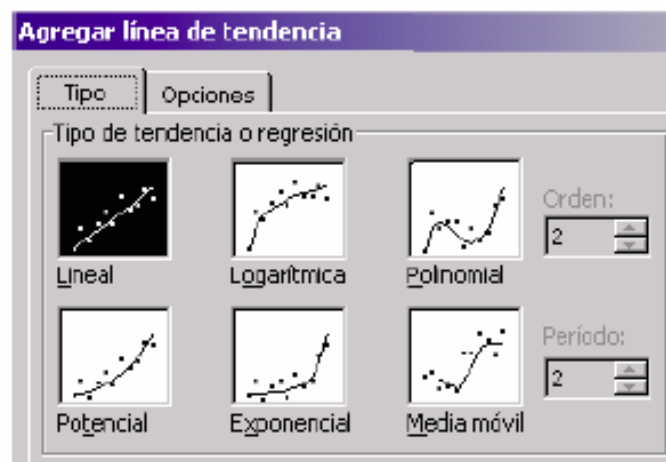 Agregar línea de tendencia
Tipo Opciones
Tipo de tendencia o regresión
Lineal Logarítmica Polinomial
Orden:
2
Potencial Exponencial Media móvil
Período:
2